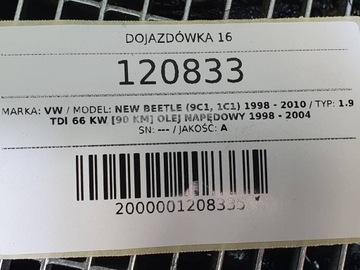 DOJAZDÓWKA 16
120833
MARKA: VW / MODEL: NEW BEETLE (9C1, 1C1) 1998 - 2010 / TYP: 1.9
TDI 66 KW [90 KM] OLEJ NAPĘDOWY 1998 - 2004
SN: --- / JAKOŚĆ: A
2000001208335